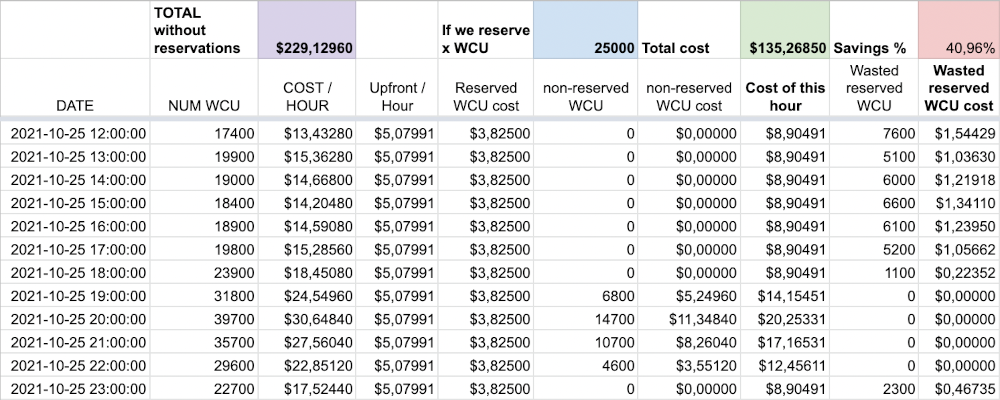 TOTAL without reservations $229,12960 If we reserve x WCU 25000 Total cost $135,26850 Savings % 40,96%
DATE NUM WCU COST / HOUR Upfront / Hour Reserved WCU cost non-reserved WCU non-reserved WCU cost Cost of this hour Wasted reserved WCU Wasted reserved WCU cost
2021-10-25 12:00:00 17400 $13,43280 $5,07991 $3,82500 0 $0,00000 $8,90491 7600 $1,54429
2021-10-25 13:00:00 19900 $15,36280 $5,07991 $3,82500 0 $0,00000 $8,90491 5100 $1,03630
2021-10-25 14:00:00 19000 $14,66800 $5,07991 $3,82500 0 $0,00000 $8,90491 6000 $1,21918
2021-10-25 15:00:00 18400 $14,20480 $5,07991 $3,82500 0 $0,00000 $8,90491 6600 $1,34110
2021-10-25 16:00:00 18900 $14,59080 $5,07991 $3,82500 0 $0,00000 $8,90491 6100 $1,23950
2021-10-25 17:00:00 19800 $15,28560 $5,07991 $3,82500 0 $0,00000 $8,90491 5200 $1,05662
2021-10-25 18:00:00 23900 $18,45080 $5,07991 $3,82500 0 $0,00000 $8,90491 1100 $0,22352
2021-10-25 19:00:00 31800 $24,54960 $5,07991 $3,82500 6800 $5,24960 $14,15451 0 $0,00000
2021-10-25 20:00:00 39700 $30,64840 $5,07991 $3,82500 14700 $11,34840 $20,25331 0 $0,00000
2021-10-25 21:00:00 35700 $27,56040 $5,07991 $3,82500 10700 $8,26040 $17,16531 0 $0,00000
2021-10-25 22:00:00 29600 $22,85120 $5,07991 $3,82500 4600 $3,55120 $12,45611 0 $0,00000
2021-10-25 23:00:00 22700 $17,52440 $5,07991 $3,82500 0 $0,00000 $8,90491 2300 $0,46735